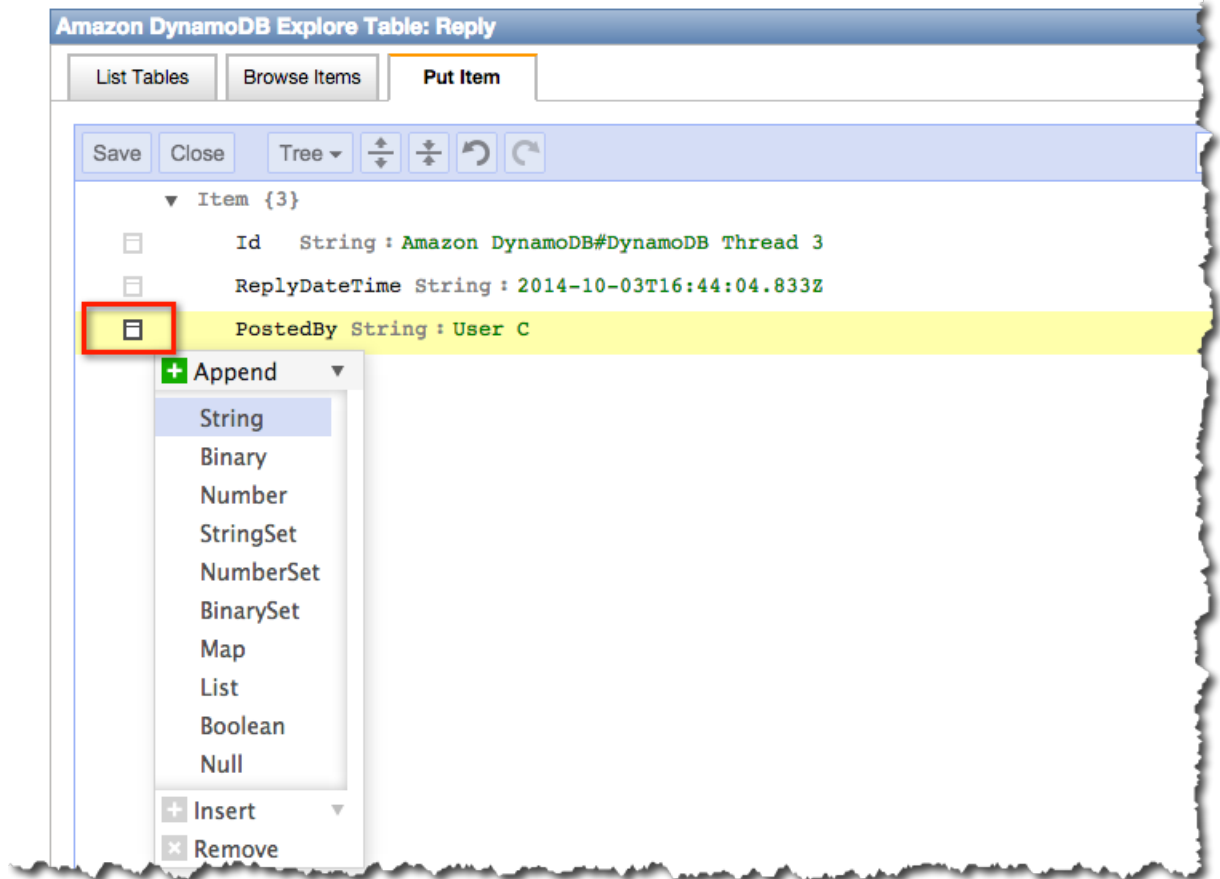 Amazon DynamoDB Explore Table: Reply
List Tables Browse Items Put Item
Save Close Tree
Item {3}
Id String : Amazon DynamoDB#DynamoDB Thread 3
ReplyDateTime String : 2014-10-03T16:44:04.833Z
PostedBy String : User C
Append
String
Binary
Number
StringSet
NumberSet
BinarySet
Map
List
Boolean
Null
Insert
Remove